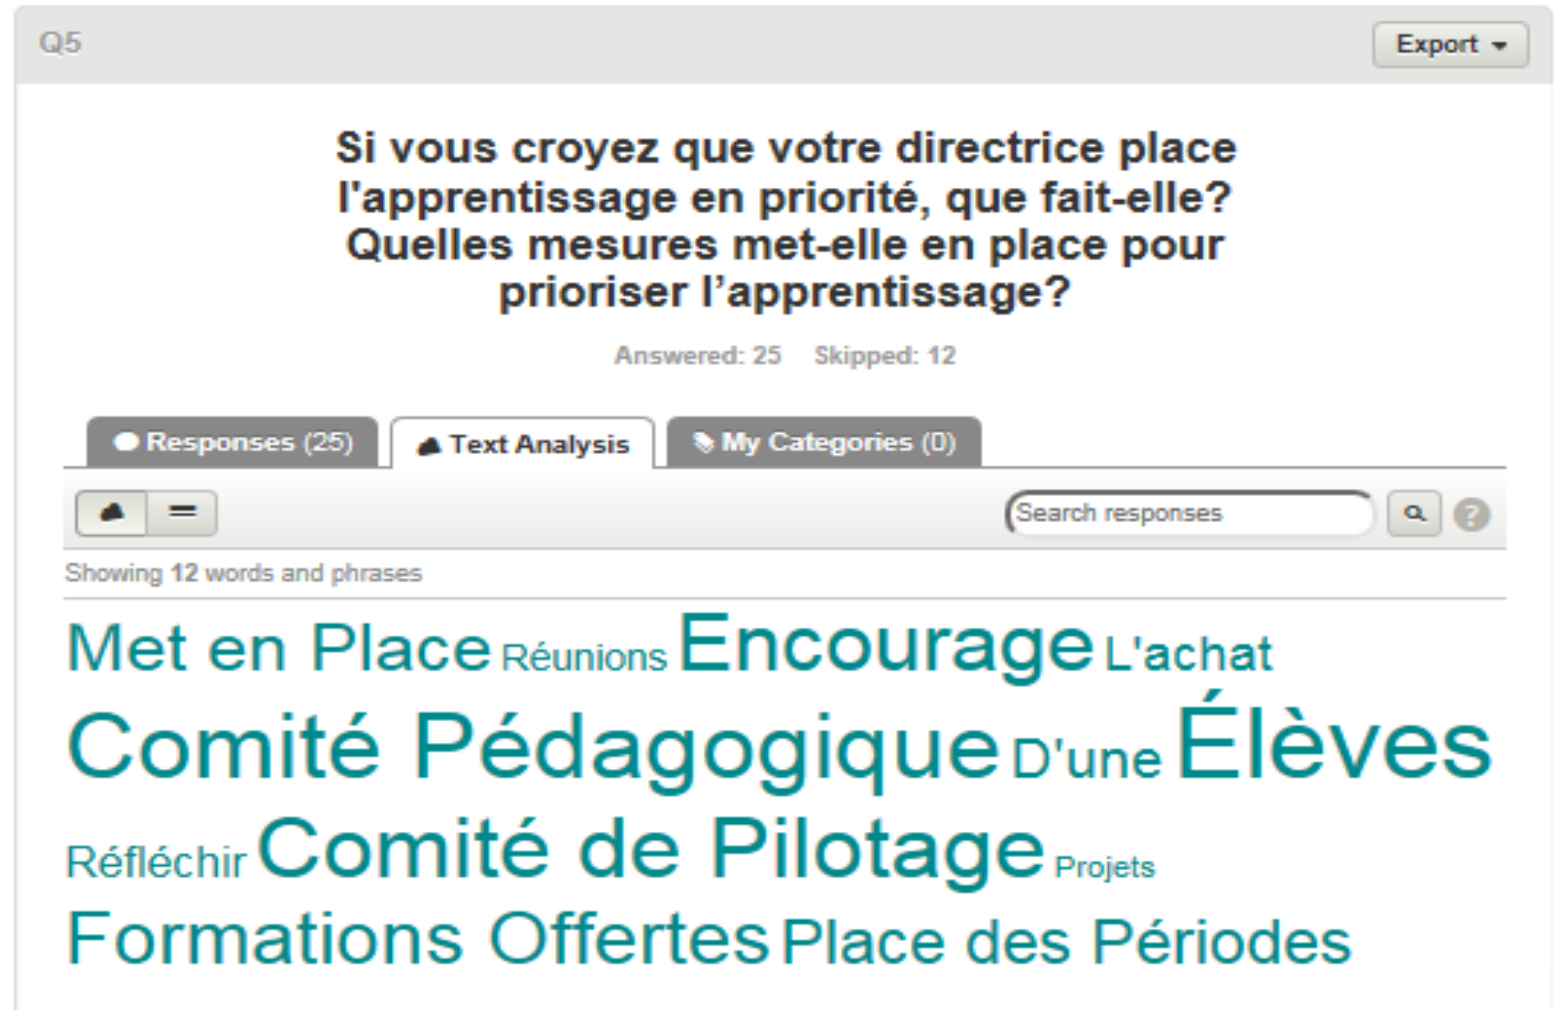 Q5
Export
Si vous croyez que votre directrice place
l'apprentissage en priorité, que fait-elle?
Quelles mesures met-elle en place pour
prioriser l’apprentissage?
Answered: 25 Skipped: 12
Responses (25) Text Analysis My Categories (0)
Search responses ?
Showing 12 words and phrases
Met en Place Réunions Encourage L'achat
Comité Pédagogique D'une Élèves
Réfléchir Comité de Pilotage Projets
Formations Offertes Place des Périodes